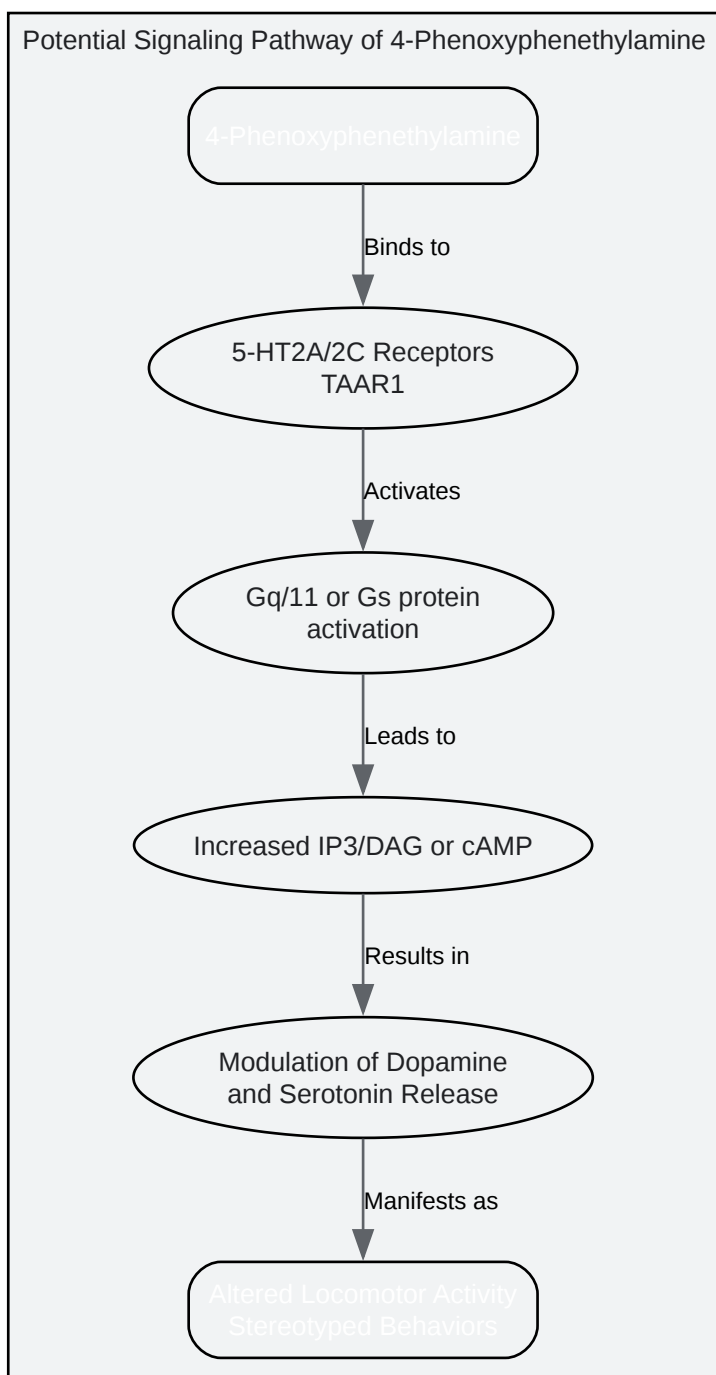 Potential Signaling Pathway of 4-Phenoxyphenethylamine
4-Phenoxyphenethylamine
Binds to
5-HT2A/2C Receptors
TAAR1
Activates
Gq/11 or Gs protein
activation
Leads to
Increased IP3/DAG or cAMP
Results in
Modulation of Dopamine
and Serotonin Release
Manifests as
Altered Locomotor Activity
Stereotyped Behaviors